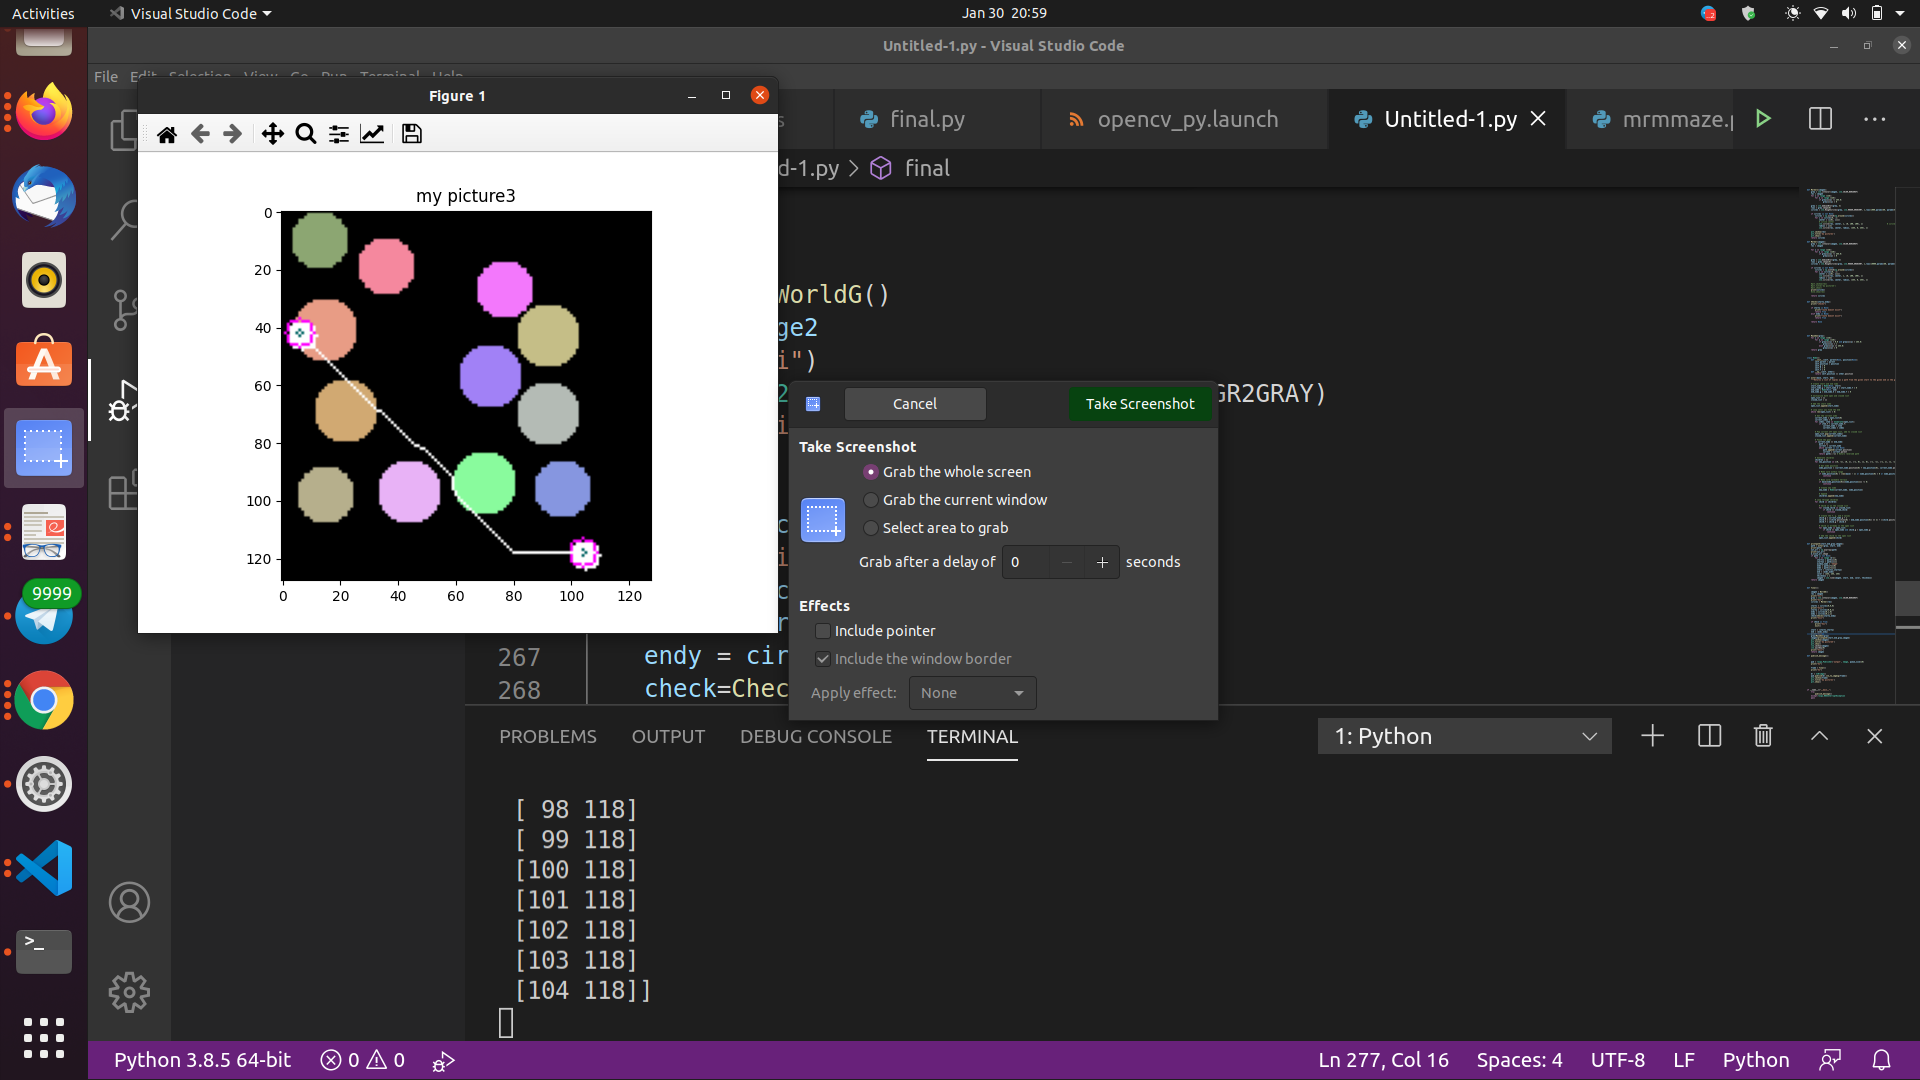 Activities
Visual Studio Code
Jan 30 20:59
Untitled-1.py - Visual Studio Code
File Edit Selection View Go Run Terminal Help
Figure 1
final.py
opencv_py.launch
Untitled-1.py
mrmmaze.p
d-1.py > final
my picture3
0
20
40
60
80
100
120
0 20 40 60 80 100 120
WorldG()
ge2
i")
GR2GRAY)
Cancel
Take Screenshot
Take Screenshot
Grab the whole screen
Grab the current window
Select area to grab
Grab after a delay of 0 seconds
Effects
Include pointer
Include the window border
Apply effect: None
9999
267 endy = cir
268 check=Chec
PROBLEMS OUTPUT DEBUG CONSOLE TERMINAL
1: Python
[ 98 118]
[ 99 118]
[100 118]
[101 118]
[102 118]
[103 118]
[104 118]]
Python 3.8.5 64-bit
0 0
Ln 277, Col 16
Spaces: 4
UTF-8
LF
Python